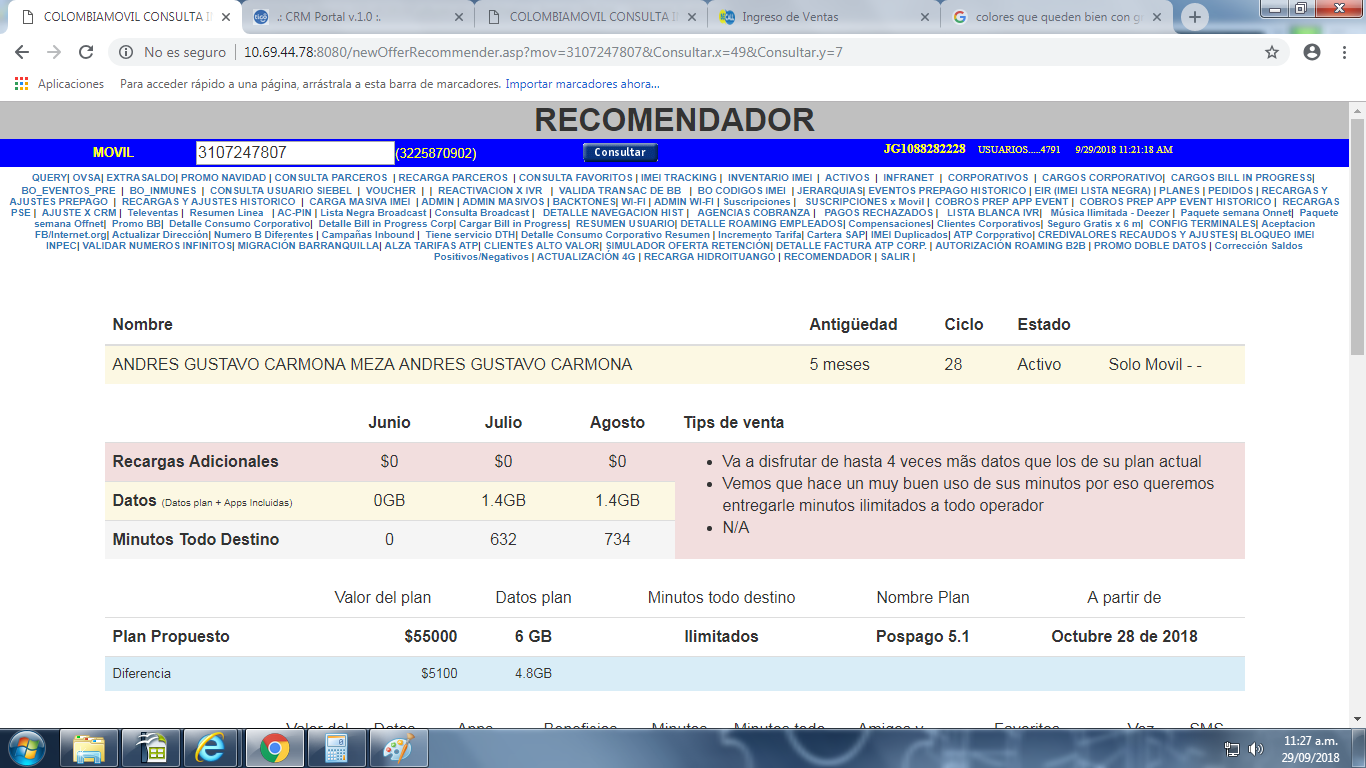 COLOMBIAMOVIL CONSULTA I
.: CRM Portal v.1.0 :.
COLOMBIAMOVIL CONSULTA I
Ingreso de Ventas
colores que queden bien con g
No es seguro | 10.69.44.78:8080/newOfferRecommender.asp?mov=3107247807&Consultar.x=49&Consultar.y=7
Aplicaciones Para acceder rápido a una página, arrástrala a esta barra de marcadores. Importar marcadores ahora...
RECOMENDADOR
MOVIL 3107247807 (3225870902) Consultar JG1088282228 USUARIOS.....4791 9/29/2018 11:21:18 AM
QUERY| OVSA| EXTRASALDO| PROMO NAVIDAD | CONSULTA PARCEROS | RECARGA PARCEROS | CONSULTA FAVORITOS | IMEI TRACKING | INVENTARIO IMEI | ACTIVOS | INFRANET | CORPORATIVOS | CARGOS CORPORATIVO| CARGOS BILL IN PROGRESS|
BO_EVENTOS_PRE | BO_INMUNES | CONSULTA USUARIO SIEBEL | VOUCHER | | REACTIVACION X IVR | VALIDA TRANSAC DE BB | BO CODIGOS IMEI | JERARQUIAS| EVENTOS PREPAGO HISTORICO | EIR (IMEI LISTA NEGRA) | PLANES | PEDIDOS | RECARGAS Y
AJUSTES PREPAGO | RECARGAS Y AJUSTES HISTORICO | CARGA MASIVA IMEI | ADMIN | ADMIN MASIVOS | BACKTONES| WI-FI | ADMIN WI-FI | Suscripciones | SUSCRIPCIONES x Movil | COBROS PREP APP EVENT | COBROS PREP APP EVENT HISTORICO | RECARGAS
PSE | AJUSTE X CRM | Televentas | Resumen Linea | AC-PIN | Lista Negra Broadcast | Consulta Broadcast | DETALLE NAVEGACION HIST | AGENCIAS COBRANZA | PAGOS RECHAZADOS | LISTA BLANCA IVR| Música Ilimitada - Deezer | Paquete semana Onnet| Paquete
semana Offnet| Promo BB| Detalle Consumo Corporativo| Detalle Bill in Progress Corp| Cargar Bill in Progress| RESUMEN USUARIO| DETALLE ROAMING EMPLEADOS| Compensaciones| Clientes Corporativos| Seguro Gratis x 6 m| CONFIG TERMINALES| Aceptacion
FB/Internet.org| Actualizar Dirección| Numero B Diferentes | Campañas Inbound | Tiene servicio DTH| Detalle Consumo Corporativo Resumen | Incremento Tarifa| Cartera SAP| IMEI Duplicados| ATP Corporativo| CREDIVALORES RECAUDOS Y AJUSTES| BLOQUEO IMEI
INPEC| VALIDAR NUMEROS INFINITOS| MIGRACIÓN BARRANQUILLA| ALZA TARIFAS ATP| CLIENTES ALTO VALOR| SIMULADOR OFERTA RETENCIÓN| DETALLE FACTURA ATP CORP. | AUTORIZACIÓN ROAMING B2B | PROMO DOBLE DATOS | Corrección Saldos
Positivos/Negativos | ACTUALIZACIÓN 4G | RECARGA HIDROITUANGO | RECOMENDADOR | SALIR |
Nombre Antigüedad Ciclo Estado
ANDRES GUSTAVO CARMONA MEZA ANDRES GUSTAVO CARMONA 5 meses 28 Activo Solo Movil - -
Junio Julio Agosto Tips de venta
Recargas Adicionales $0 $0 $0
Datos (Datos plan + Apps Incluidas) 0GB 1.4GB 1.4GB
Minutos Todo Destino 0 632 734
• Va a disfrutar de hasta 4 veces mãs datos que los de su plan actual
• Vemos que hace un muy buen uso de sus minutos por eso queremos
entregarle minutos ilimitados a todo operador
• N/A
Valor del plan Datos plan Minutos todo destino Nombre Plan A partir de
Plan Propuesto $55000 6 GB Ilimitados Pospago 5.1 Octubre 28 de 2018
Diferencia $5100 4.8GB
Valor del Datos Apps Beneficios Minutos Minutos todo Amigos y Favoritos Voz SMS
11:27 a.m.
29/09/2018